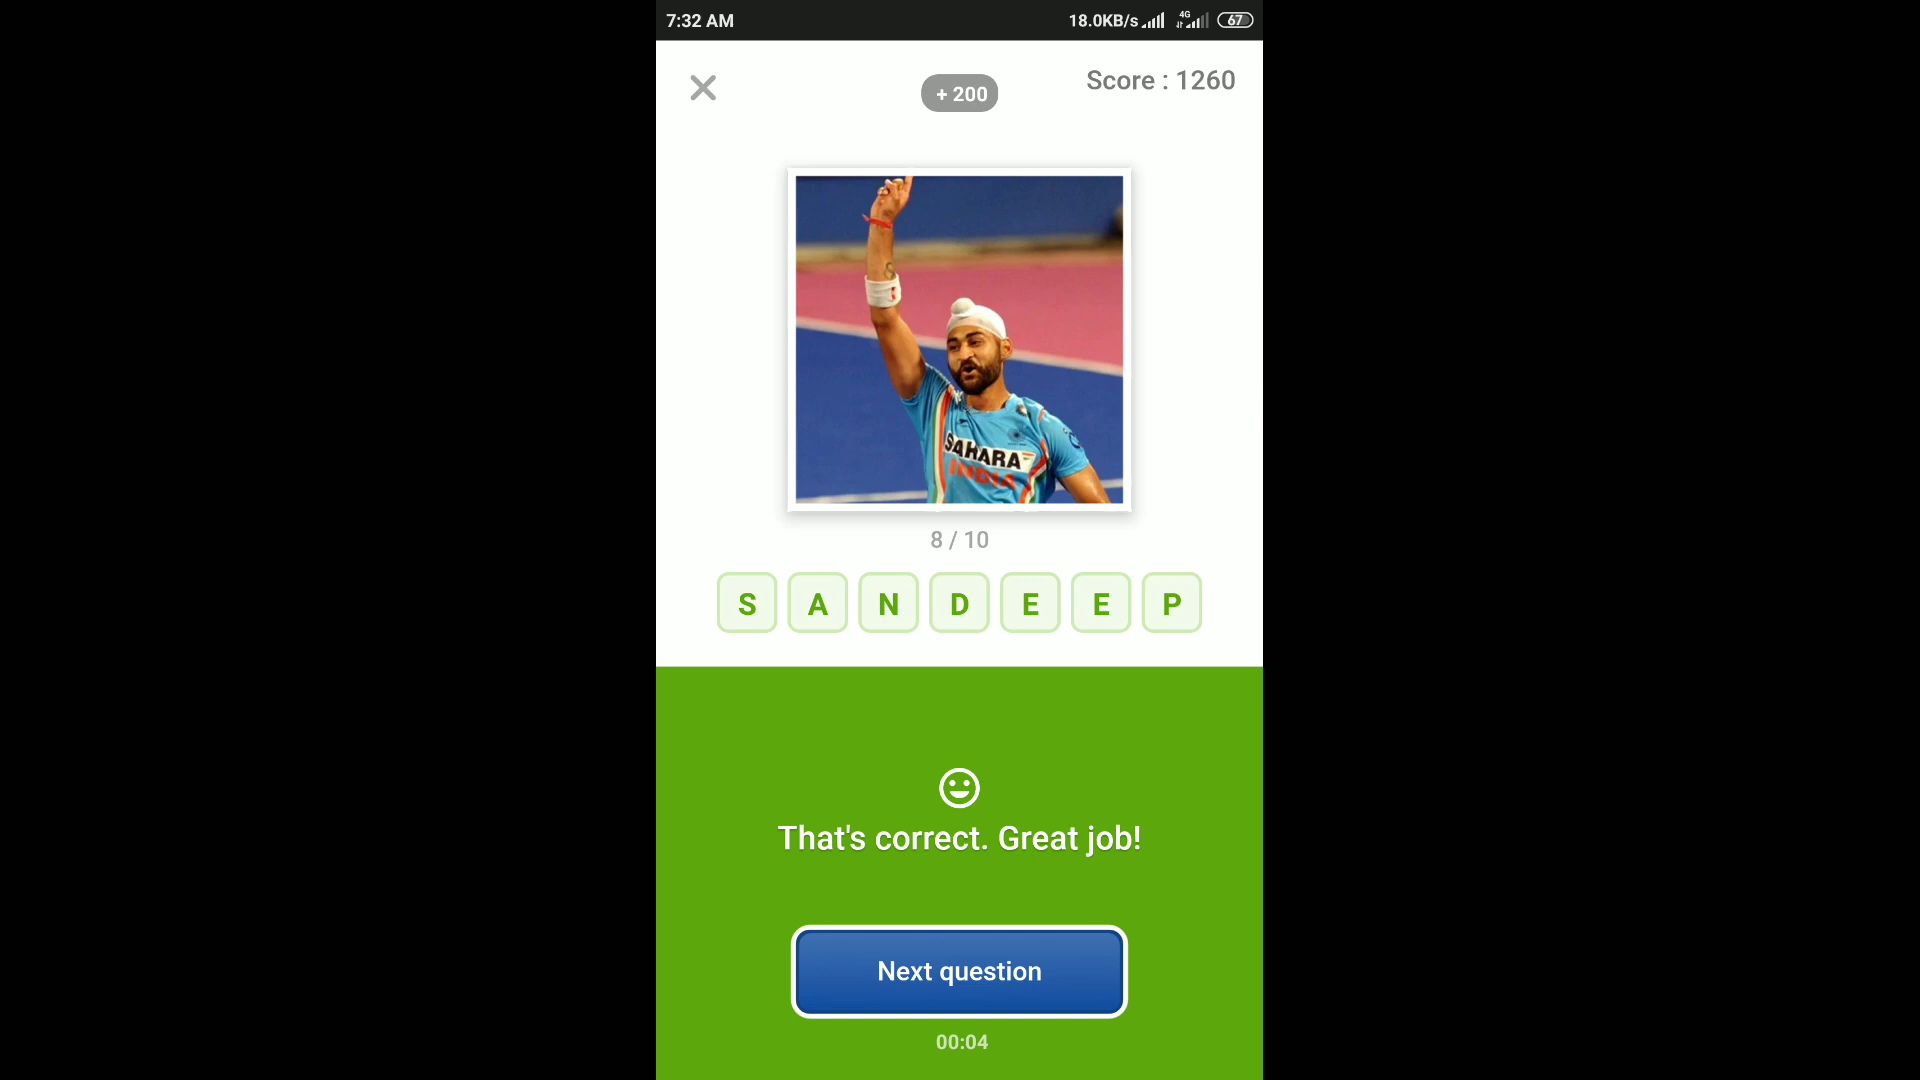 7:32 AM
18.0KB/s 4G 67
+ 200
Score : 1260
SAHARA
INDIA
8 / 10
S A N D E E P
That's correct. Great job!
Next question
00:04